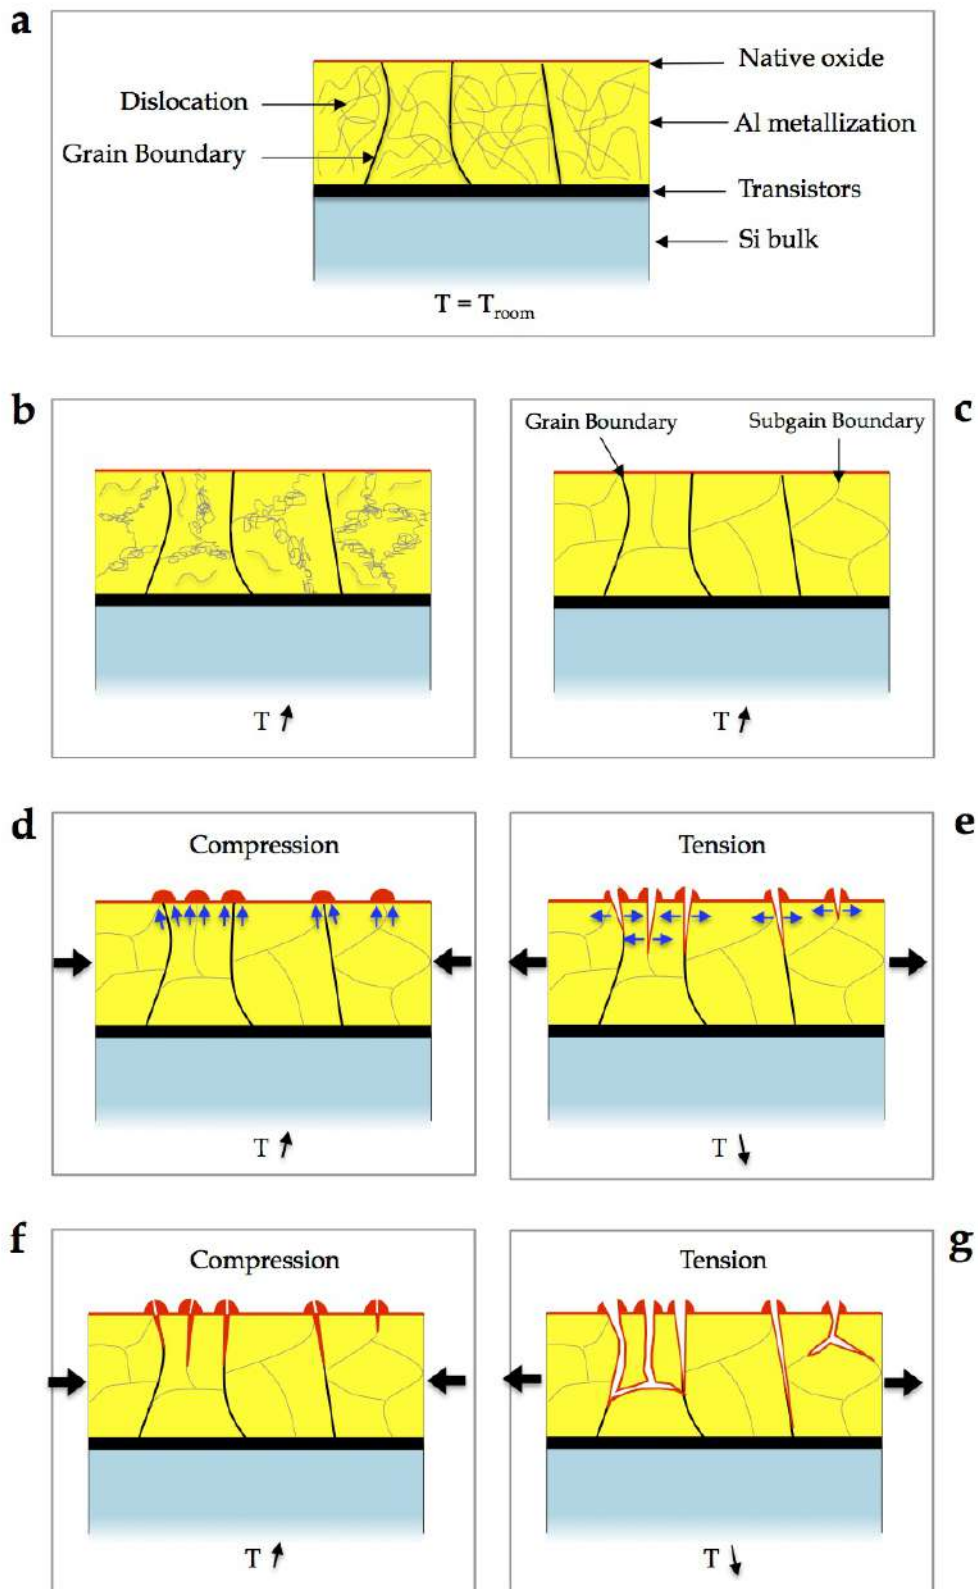 a
Native oxide
Dislocation
Al metallization
Grain Boundary
Transistors
Si bulk
T = Troom
b
c
Grain Boundary
Subgain Boundary
T
T
d
e
Compression
Tension
T
T
f
g
Compression
Tension
T
T